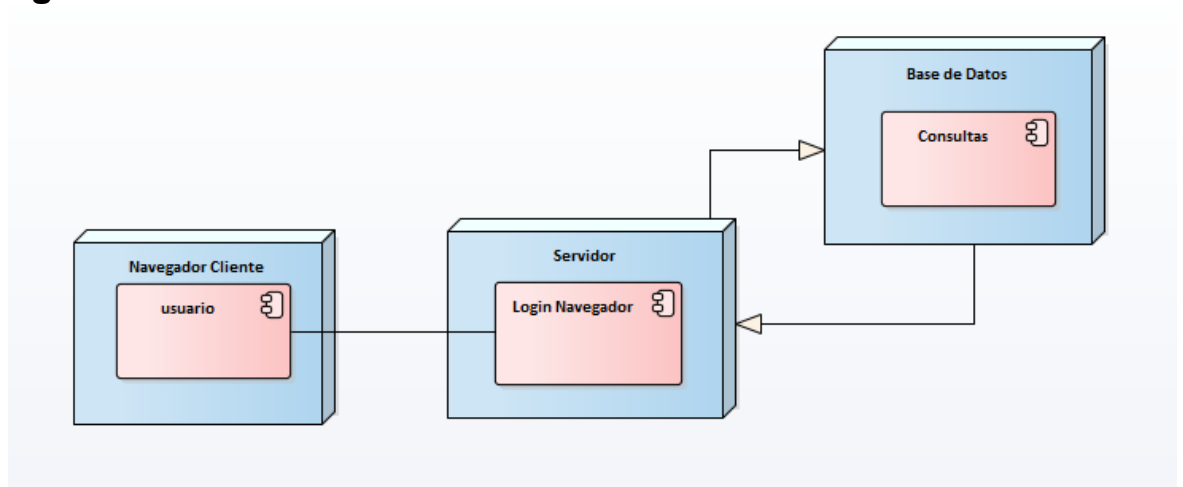 Base de Datos
Consultas
Servidor
Login Navegador
Navegador Cliente
usuario